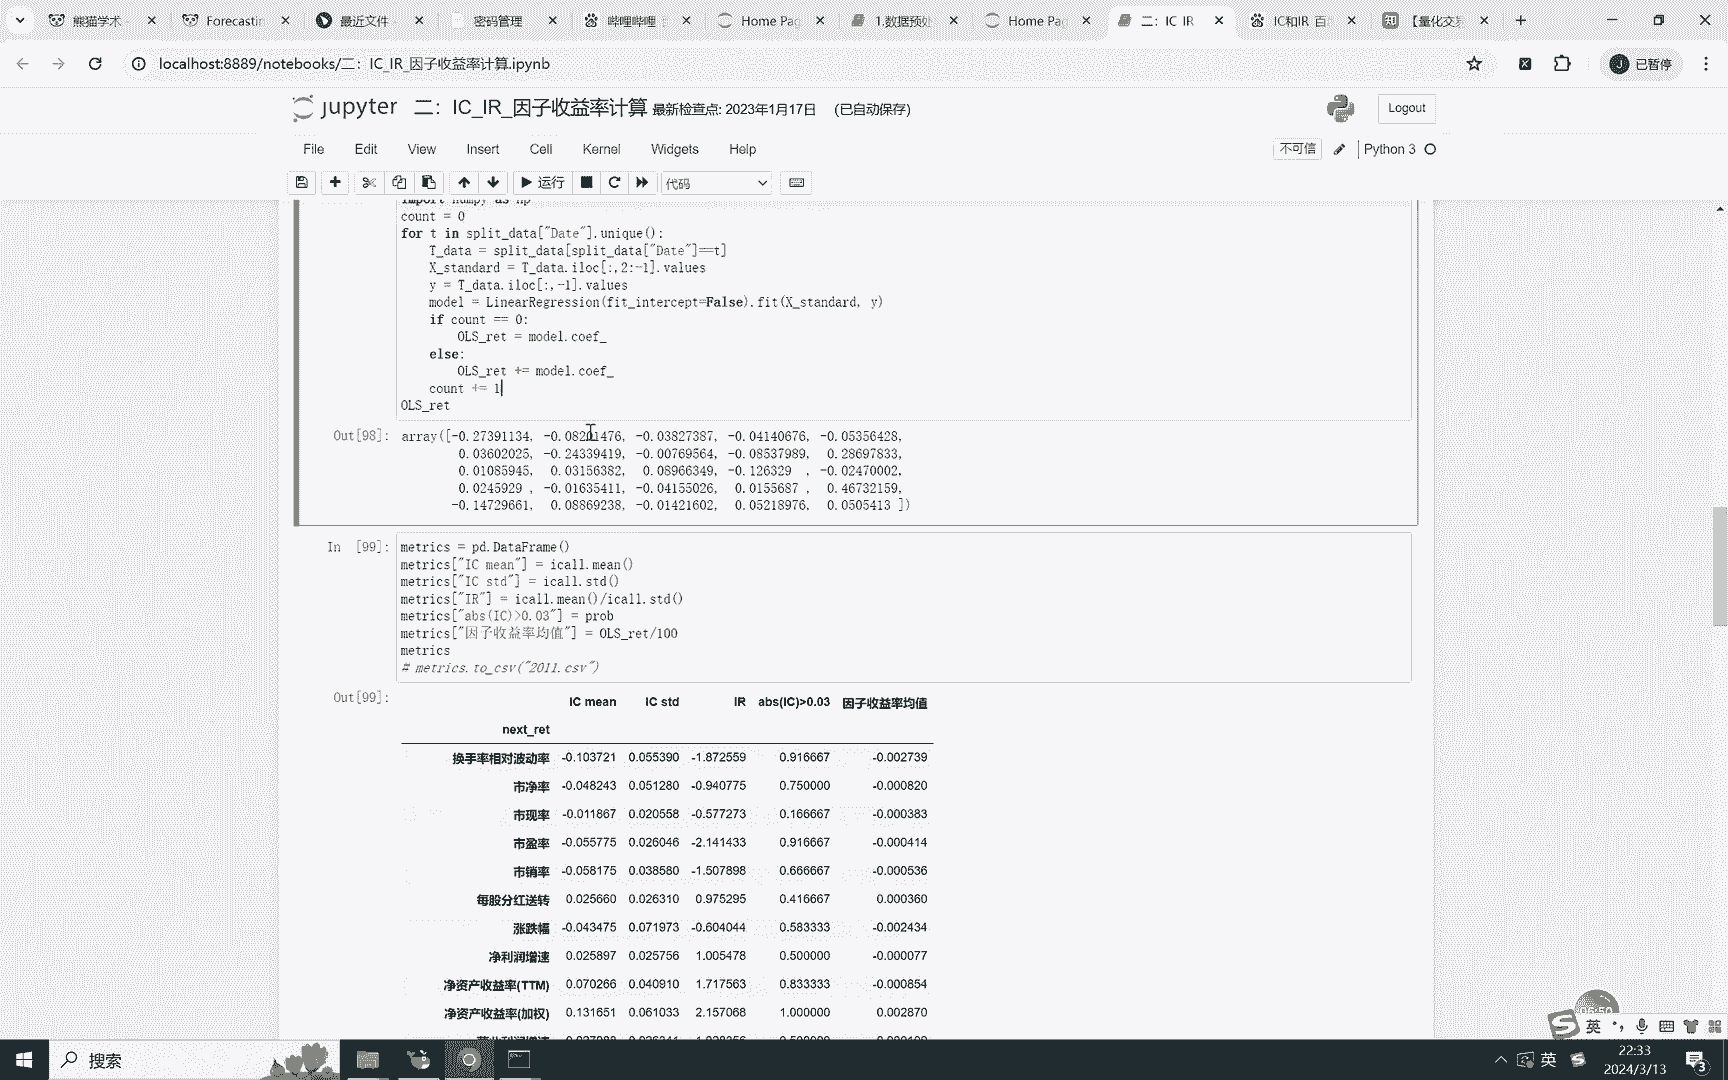 熊猫学术
Forecastin
最近文件
密码管理
哔哩哔哩
Home Pag
1.数据预处
Home Pag
二：IC_IR
IC和IR 百
【量化交易
localhost:8889/notebooks/二：IC_IR_因子收益率计算.ipynb
J 已暂停
jupyter 二：IC_IR_因子收益率计算 最新检查点: 2023年1月17日 (已自动保存)
Logout
File Edit View Insert Cell Kernel Widgets Help
不可信 Python 3
运行 代码
import numpy as np
count = 0
for t in split_data["Date"].unique():
T_data = split_data[split_data["Date"]==t]
X_standard = T_data.iloc[:,2:-1].values
y = T_data.iloc[:,-1].values
model = LinearRegression(fit_intercept=False).fit(X_standard, y)
if count == 0:
OLS_ret = model.coef_
else:
OLS_ret += model.coef_
count += 1
OLS_ret
Out[98]: array([-0.27391134, -0.08201476, -0.03827387, -0.04140676, -0.05356428,
0.03602025, -0.24339419, -0.00769564, -0.08537989, 0.28697833,
0.01085945, 0.03156382, 0.08966349, -0.126329 , -0.02470002,
0.0245929 , -0.01635411, -0.04155026, 0.0155687 , 0.46732159,
-0.14729661, 0.08869238, -0.01421602, 0.05218976, 0.0505413 ])
In [99]: metrics = pd.DataFrame()
metrics["IC mean"] = icall.mean()
metrics["IC std"] = icall.std()
metrics["IR"] = icall.mean()/icall.std()
metrics["abs(IC)>0.03"] = prob
metrics["因子收益率均值"] = OLS_ret/100
metrics
# metrics.to_csv("2011.csv")
Out[99]:
IC mean IC std IR abs(IC)>0.03 因子收益率均值
next_ret
换手率相对波动率 -0.103721 0.055390 -1.872559 0.916667 -0.002739
市净率 -0.048243 0.051280 -0.940775 0.750000 -0.000820
市现率 -0.011867 0.020558 -0.577273 0.166667 -0.000383
市盈率 -0.055775 0.026046 -2.141433 0.916667 -0.000414
市销率 -0.058175 0.038580 -1.507898 0.666667 -0.000536
每股分红送转 0.025660 0.026310 0.975295 0.416667 0.000360
涨跌幅 -0.043475 0.071973 -0.604044 0.583333 -0.002434
净利润增速 0.025897 0.025756 1.005478 0.500000 -0.000077
净资产收益率(TTM) 0.070266 0.040910 1.717563 0.833333 -0.000854
净资产收益率(加权) 0.131651 0.061033 2.157068 1.000000 0.002870
英
搜索
英
22:33
2024/3/13
3